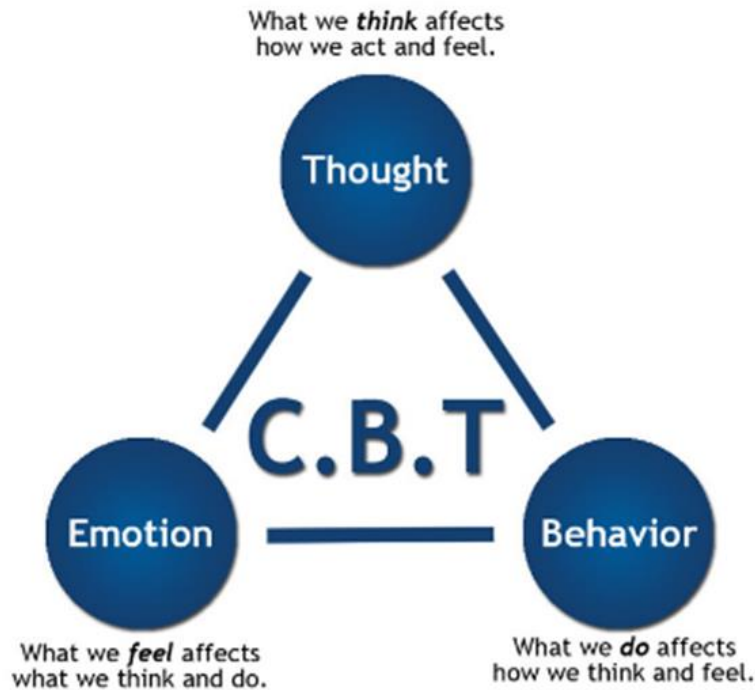 What we think affects
how we act and feel.
Thought
C.B.T
Emotion
Behavior
What we feel affects
what we think and do.
What we do affects
how we think and feel.